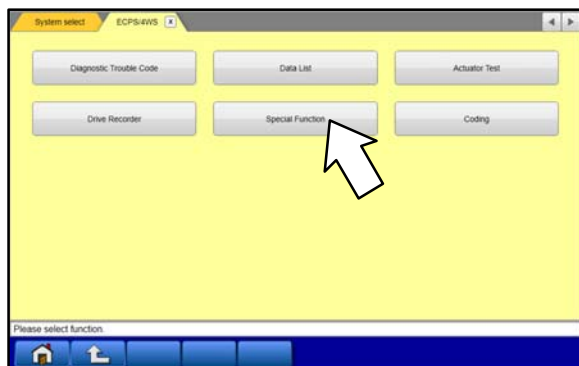 System select
ECPS/4WS
Diagnostic Trouble Code
Data List
Actuator Test
Drive Recorder
Special Function
Coding
Please select function.